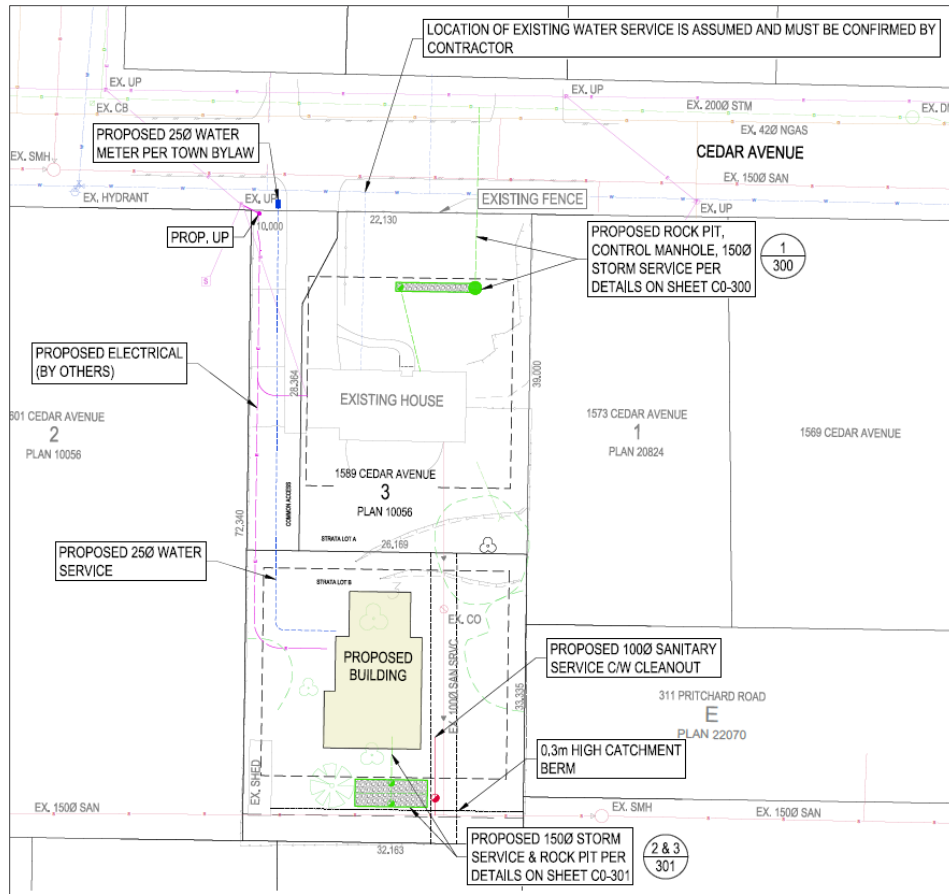 LOCATION OF EXISTING WATER SERVICE IS ASSUMED AND MUST BE CONFIRMED BY
CONTRACTOR
EX. UP
EX. UP
EX. CB
EX. 200Ø STM
EX. 42Ø NGAS
PROPOSED 25Ø WATER
METER PER TOWN BYLAW
CEDAR AVENUE
EX. SMH
EX. 150Ø SAN
EX. HYDRANT
EX. UP
EXISTING FENCE
EX. UP
22.130
10.000
PROP. UP
PROPOSED ROCK PIT,
CONTROL MANHOLE, 150Ø
STORM SERVICE PER
DETAILS ON SHEET C0-300
1
300
S
PROPOSED ELECTRICAL
(BY OTHERS)
28.364
39.000
EXISTING HOUSE
601 CEDAR AVENUE
2
PLAN 10056
1573 CEDAR AVENUE
1
PLAN 20824
1569 CEDAR AVENUE
1589 CEDAR AVENUE
3
PLAN 10056
COMMON ACCESS
72.340
STRATA LOT A
26.169
PROPOSED 25Ø WATER
SERVICE
STRATA LOT B
3
EX. CO
PROPOSED
BUILDING
EX. 100Ø SAN SRVC
PROPOSED 100Ø SANITARY
SERVICE C/W CLEANOUT
33.335
311 PRITCHARD ROAD
E
PLAN 22070
0.3m HIGH CATCHMENT
BERM
EX. SHED
EX. 150Ø SAN
EX. SMH
EX. 150Ø SAN
32.163
PROPOSED 150Ø STORM
SERVICE & ROCK PIT PER
DETAILS ON SHEET C0-301
2 & 3
301